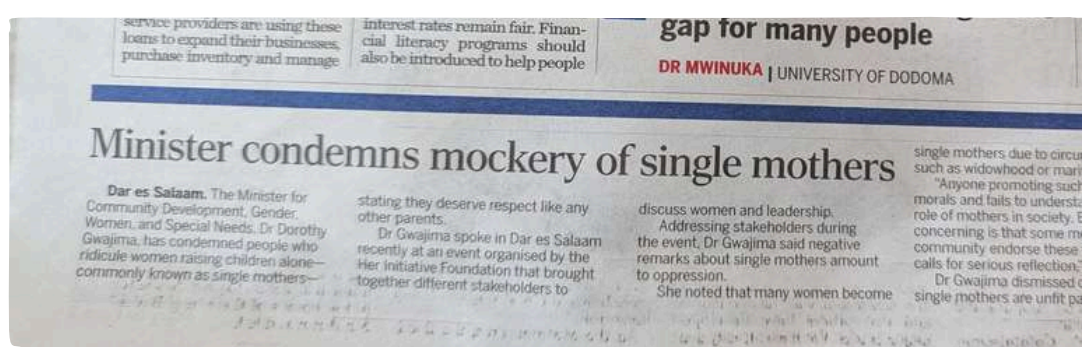 service providers are using these
loans to expand their businesses,
purchase inventory and manage
interest rates remain fair. Finan-
cial literacy programs should
also be introduced to help people
gap for many people
DR MWINUKA | UNIVERSITY OF DODOMA
Minister condemns mockery of single mothers
Dar es Salaam. The Minister for
Community Development, Gender,
Women, and Special Needs, Dr Dorothy
Gwajima, has condemned people who
ridicule women raising children alone—
commonly known as single mothers—
stating they deserve respect like any
other parents.
Dr Gwajima spoke in Dar es Salaam
recently at an event organised by the
Her Initiative Foundation that brought
together different stakeholders to
discuss women and leadership.
Addressing stakeholders during
the event, Dr Gwajima said negative
remarks about single mothers amount
to oppression.
She noted that many women become
single mothers due to circu
such as widowhood or mari
"Anyone promoting such
morals and fails to understa
role of mothers in society.
concerning is that some m
community endorse these
calls for serious reflection,
Dr Gwajima dismissed
single mothers are unfit pa